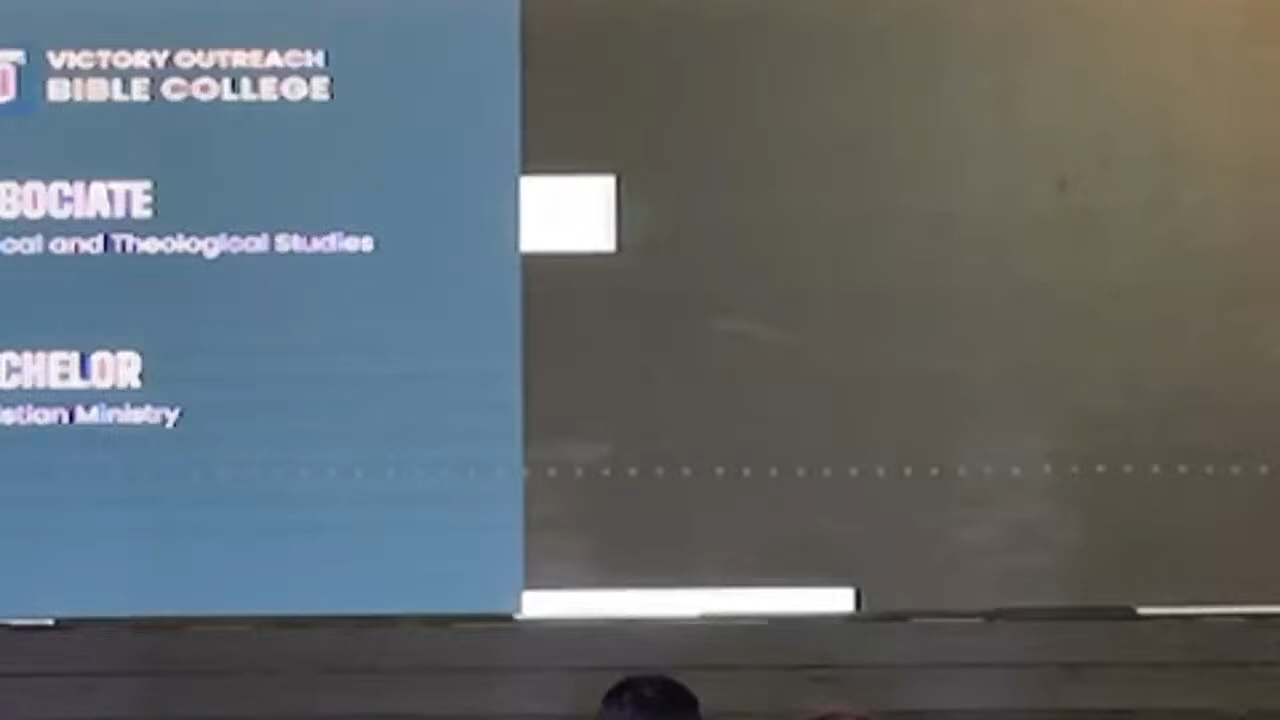 VICTORY OUTREACH
BIBLE COLLEGE
SOCIATE
cal and Theological Studies
CHELOR
istian Ministry